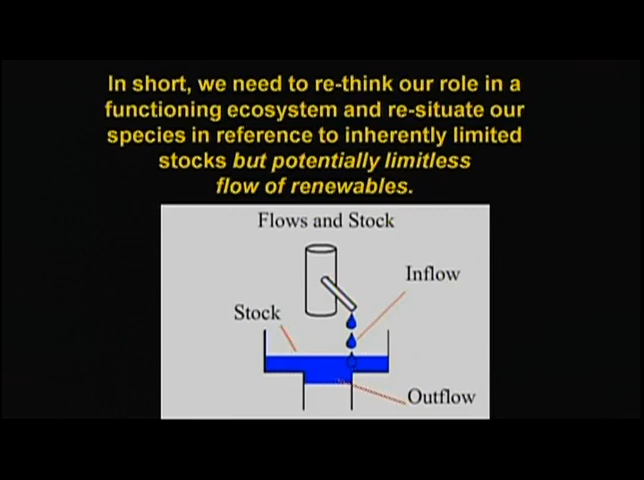 In short, we need to re-think our role in a
functioning ecosystem and re-situate our
species in reference to inherently limited
stocks but potentially limitless
flow of renewables.
Flows and Stock
Inflow
Stock
Outflow